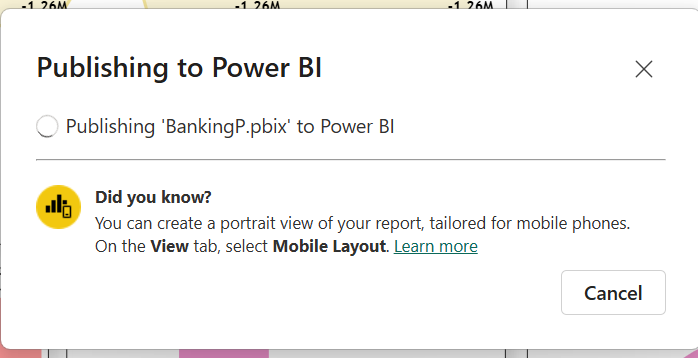 -1.26M -1.26M -1.26M
Publishing to Power BI
Publishing 'BankingP.pbix' to Power BI
Did you know?
You can create a portrait view of your report, tailored for mobile phones.
On the View tab, select Mobile Layout. Learn more
Cancel